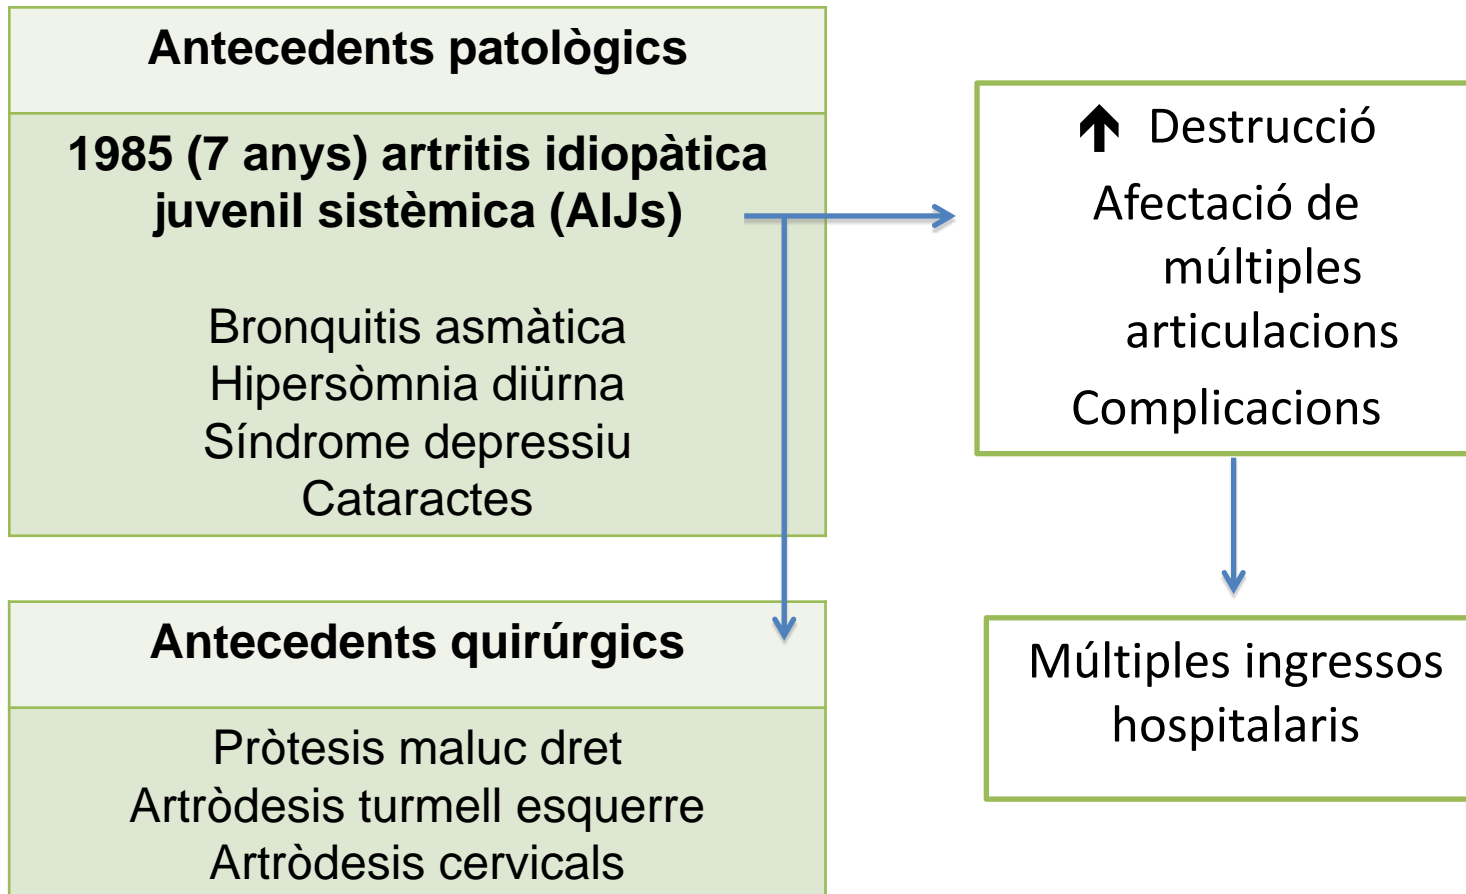 Antecedents patològics
1985 (7 anys) artritis idiopàtica
juvenil sistèmica (AIJs)
Bronquitis asmàtica
Hipersòmnia diürna
Síndrome depressiu
Cataractes
Antecedents quirúrgics
Pròtesis maluc dret
Artròdesis turmell esquerre
Artròdesis cervicals
Destrucció
Afectació de
múltiples
articulacions
Complicacions
Múltiples ingressos
hospitalaris